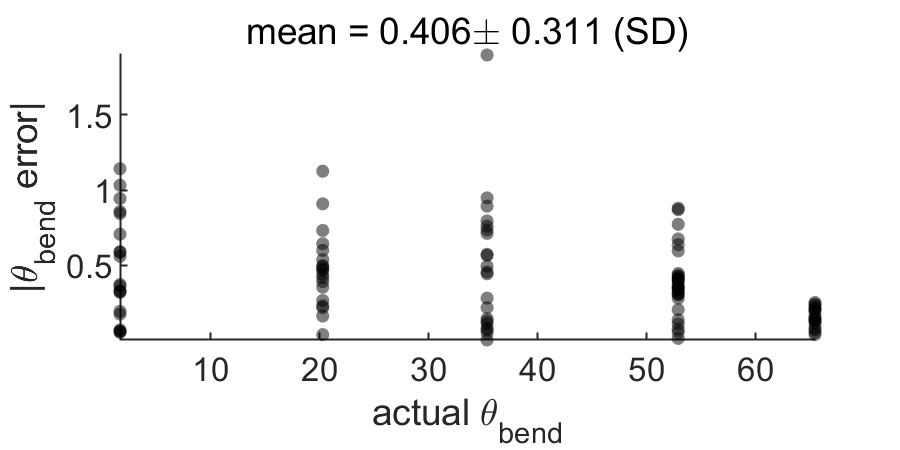 mean = 0.406± 0.311 (SD)
|θbend error|
1.5
1
0.5
10 20 30 40 50 60
actual θbend